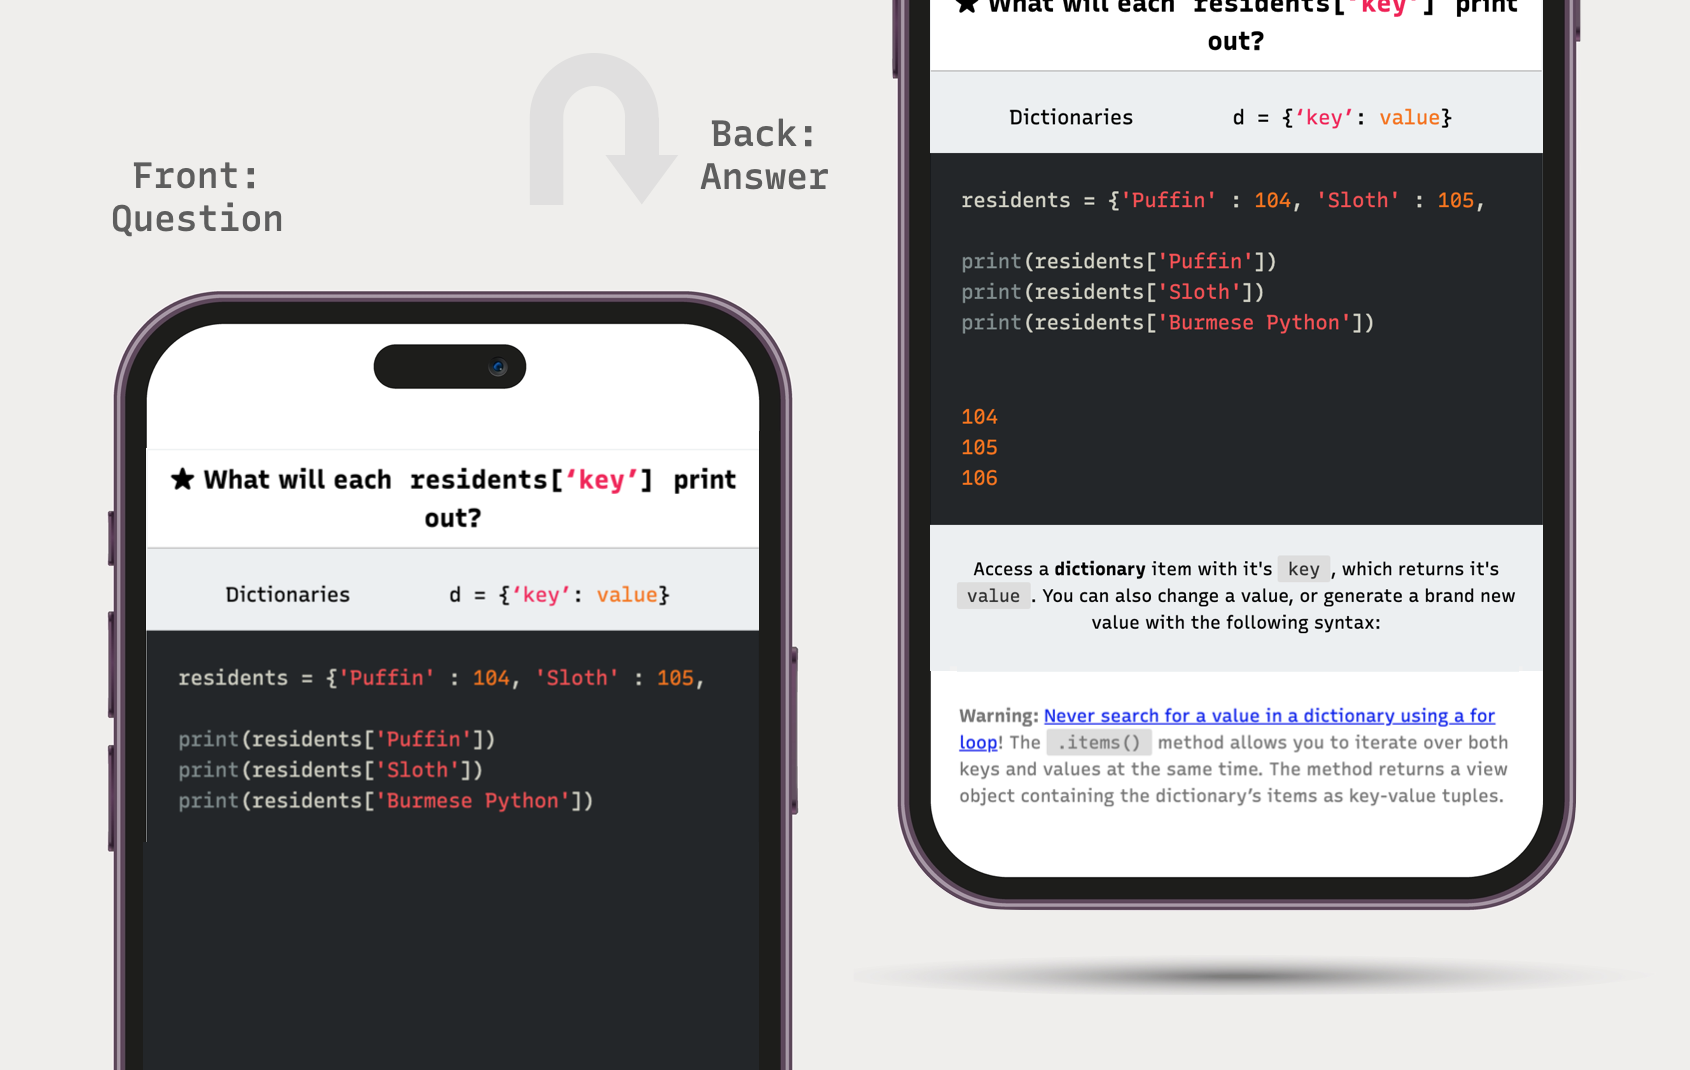 Front:
Question
★ What will each residents[‘key’] print
out?
Dictionaries d = {‘key’: value}
residents = {'Puffin' : 104, 'Sloth' : 105,
print(residents['Puffin'])
print(residents['Sloth'])
print(residents['Burmese Python'])
Back:
Answer
★ What will each residents[‘key’] print
out?
Dictionaries d = {‘key’: value}
residents = {'Puffin' : 104, 'Sloth' : 105,
print(residents['Puffin'])
print(residents['Sloth'])
print(residents['Burmese Python'])
104
105
106
Access a dictionary item with it's key , which returns it's
value . You can also change a value, or generate a brand new
value with the following syntax:
Warning: Never search for a value in a dictionary using a for
loop! The .items() method allows you to iterate over both
keys and values at the same time. The method returns a view
object containing the dictionary’s items as key-value tuples.